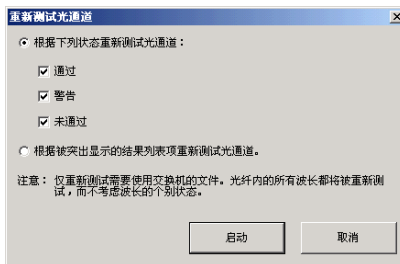 重新测试光通道
根据下列状态重新测试光通道：
通过
警告
未通过
根据被突出显示的结果列表项重新测试光通道。
注意： 仅重新测试需要使用交换机的文件。光纤内的所有波长都将被重新测
试，而不考虑波长的个别状态。
启动
取消